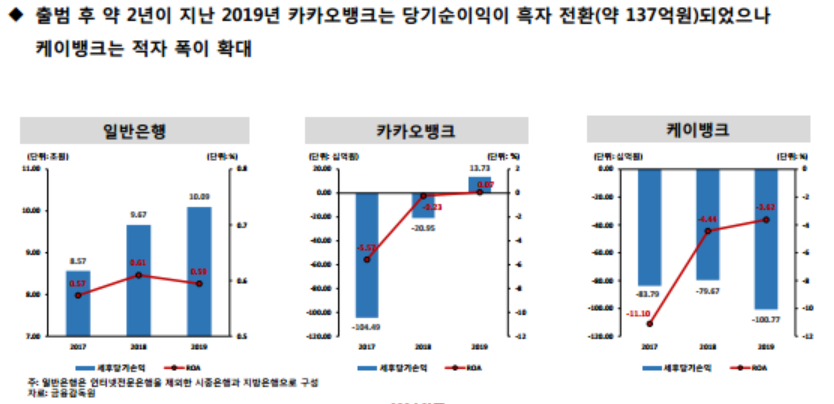 ◆ 출범 후 약 2년이 지난 2019년 카카오뱅크는 당기순이익이 흑자 전환(약 137억원)되었으나
케이뱅크는 적자 폭이 확대
일반은행
(단위: 조원) (단위: %)
11.00 0.8
10.00 0.7
9.00 0.6
8.00
7.00 0.5
8.57 9.67 10.09
0.57 0.61 0.59
2017 2018 2019
세후당기손익 ROA
카카오뱅크
(단위: 십억원) (단위: %)
20.00 2
0.00 0
-20.00 -2
-40.00 -4
-60.00 -6
-80.00 -8
-100.00 -10
-120.00 -12
-104.49 -20.95 13.73
-0.23 0.07
2017 2018 2019
세후당기손익 ROA
케이뱅크
(단위: 십억원) (단위: %)
0.00 0
-20.00 -2
-40.00 -4
-60.00 -6
-80.00 -8
-100.00 -10
-120.00 -12
-83.79 -79.67 -100.77
-11.10 -4.44 -3.62
2017 2018 2019
세후당기손익 ROA
주: 일반은행은 인터넷전문은행을 제외한 시중은행과 지방은행으로 구성
자료: 금융감독원